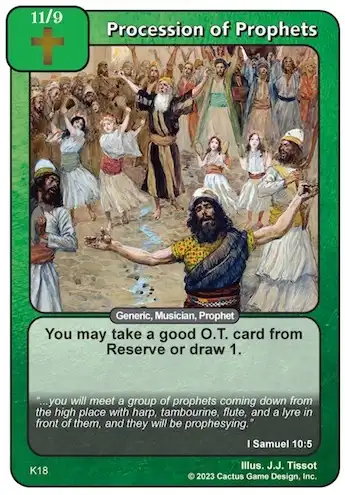 11/9
Procession of Prophets
Generic, Musician, Prophet
You may take a good O.T. card from
Reserve or draw 1.
"...you will meet a group of prophets coming down from
the high place with harp, tambourine, flute, and a lyre in
front of them, and they will be prophesying."
I Samuel 10:5
K18
Illus. J.J. Tissot
© 2023 Cactus Game Design, Inc.